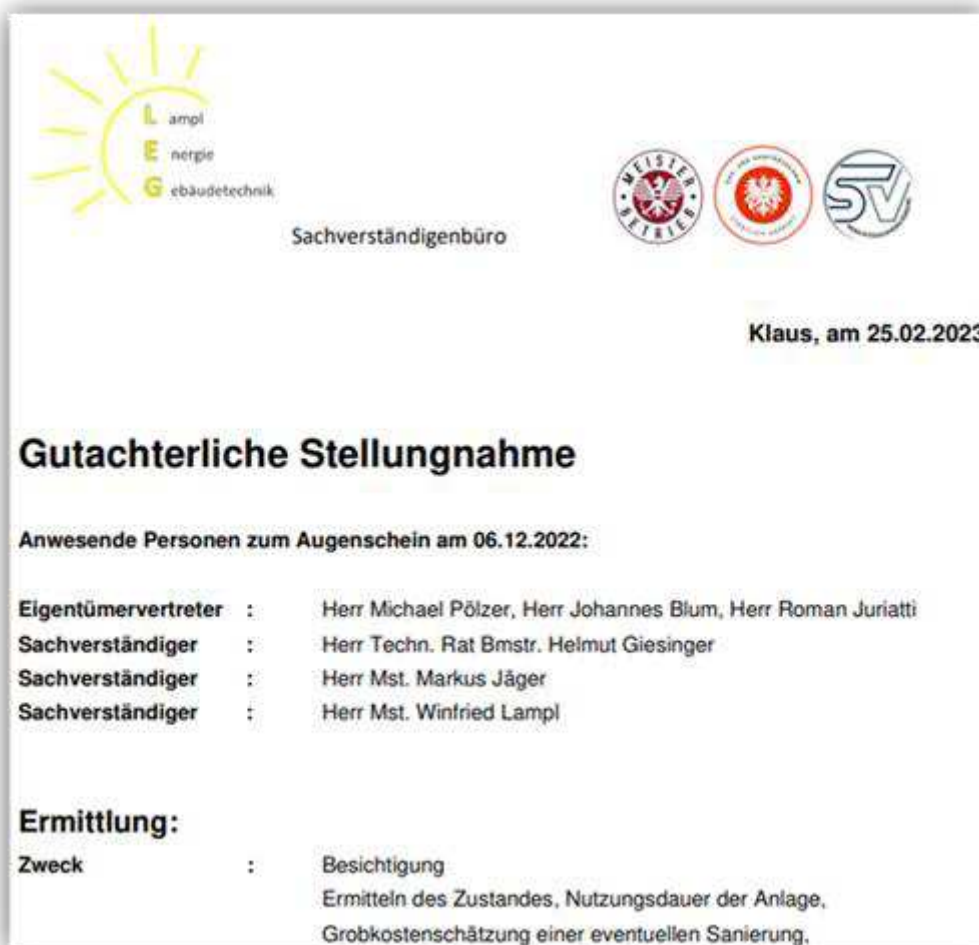 L ampl
E nergie
G ebäudetechnik
Sachverständigenbüro
MEISTER
BETRIEB
SV
Klaus, am 25.02.2023
Gutachterliche Stellungnahme
Anwesende Personen zum Augenschein am 06.12.2022:
Eigentümervertreter : Herr Michael Pölzer, Herr Johannes Blum, Herr Roman Juriatti
Sachverständiger : Herr Techn. Rat Bmstr. Helmut Giesinger
Sachverständiger : Herr Mst. Markus Jäger
Sachverständiger : Herr Mst. Winfried Lampl
Ermittlung:
Zweck : Besichtigung
Ermitteln des Zustandes, Nutzungsdauer der Anlage,
Grobkostenschätzung einer eventuellen Sanierung,